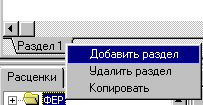 Раздел 1
Добавить раздел
Удалить раздел
Копировать
Расценки
ФЕР